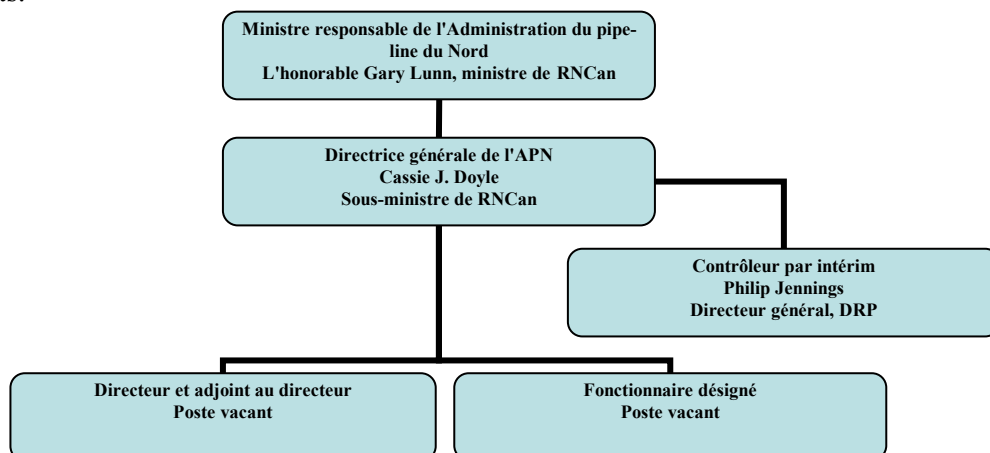 Ministre responsable de l'Administration du pipe-
line du Nord
L'honorable Gary Lunn, ministre de RNCan
Directrice générale de l'APN
Cassie J. Doyle
Sous-ministre de RNCan
Contrôleur par intérim
Philip Jennings
Directeur général, DRP
Directeur et adjoint au directeur
Poste vacant
Fonctionnaire désigné
Poste vacant